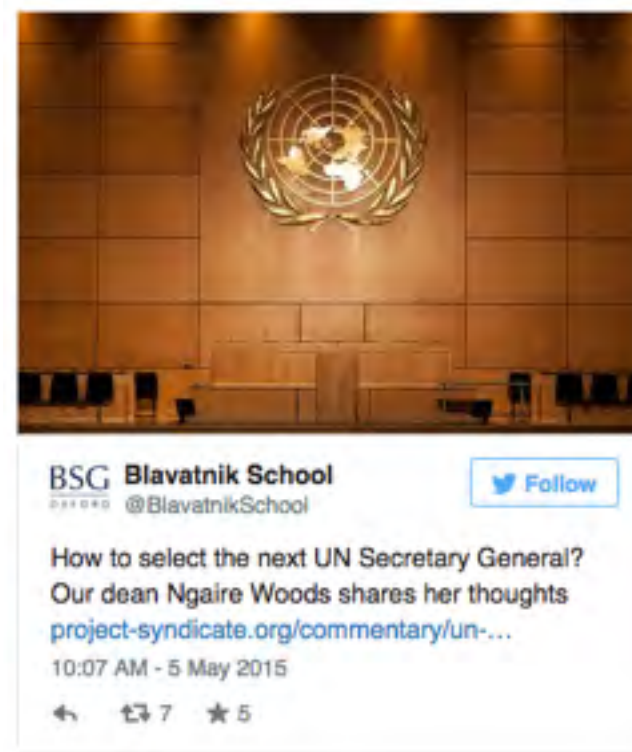 BSG Blavatnik School
OXFORD @BlavatnikSchool
Follow
How to select the next UN Secretary General?
Our dean Ngaire Woods shares her thoughts
project-syndicate.org/commentary/un-...
10:07 AM - 5 May 2015
7 5